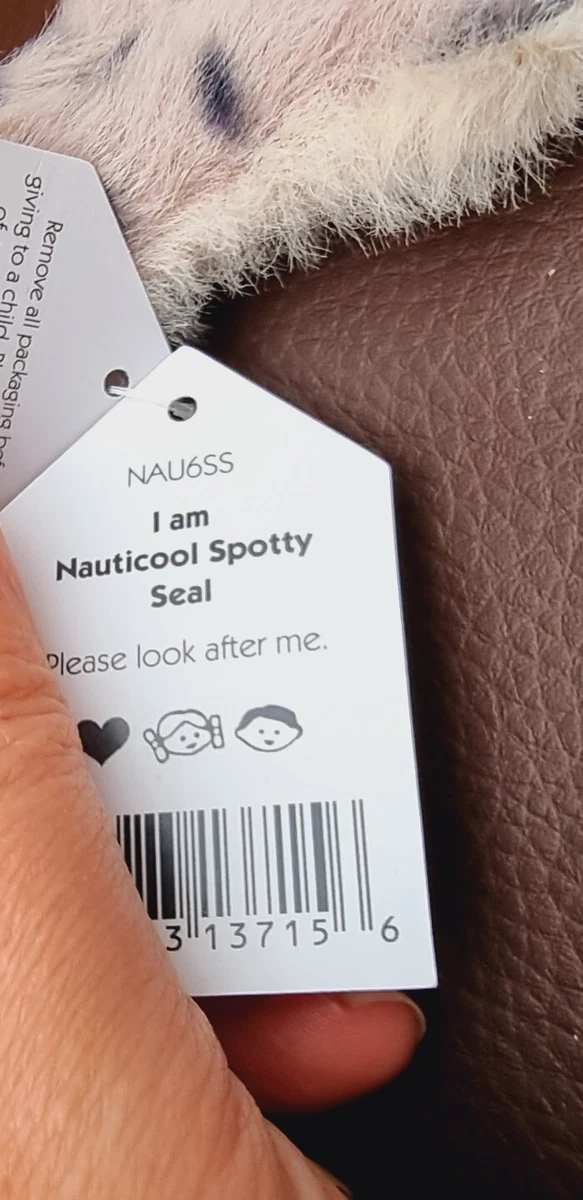 Remove all packaging
giving to a child
NAU6SS
I am
Nauticool Spotty
Seal
Please look after me.
3 13715 6